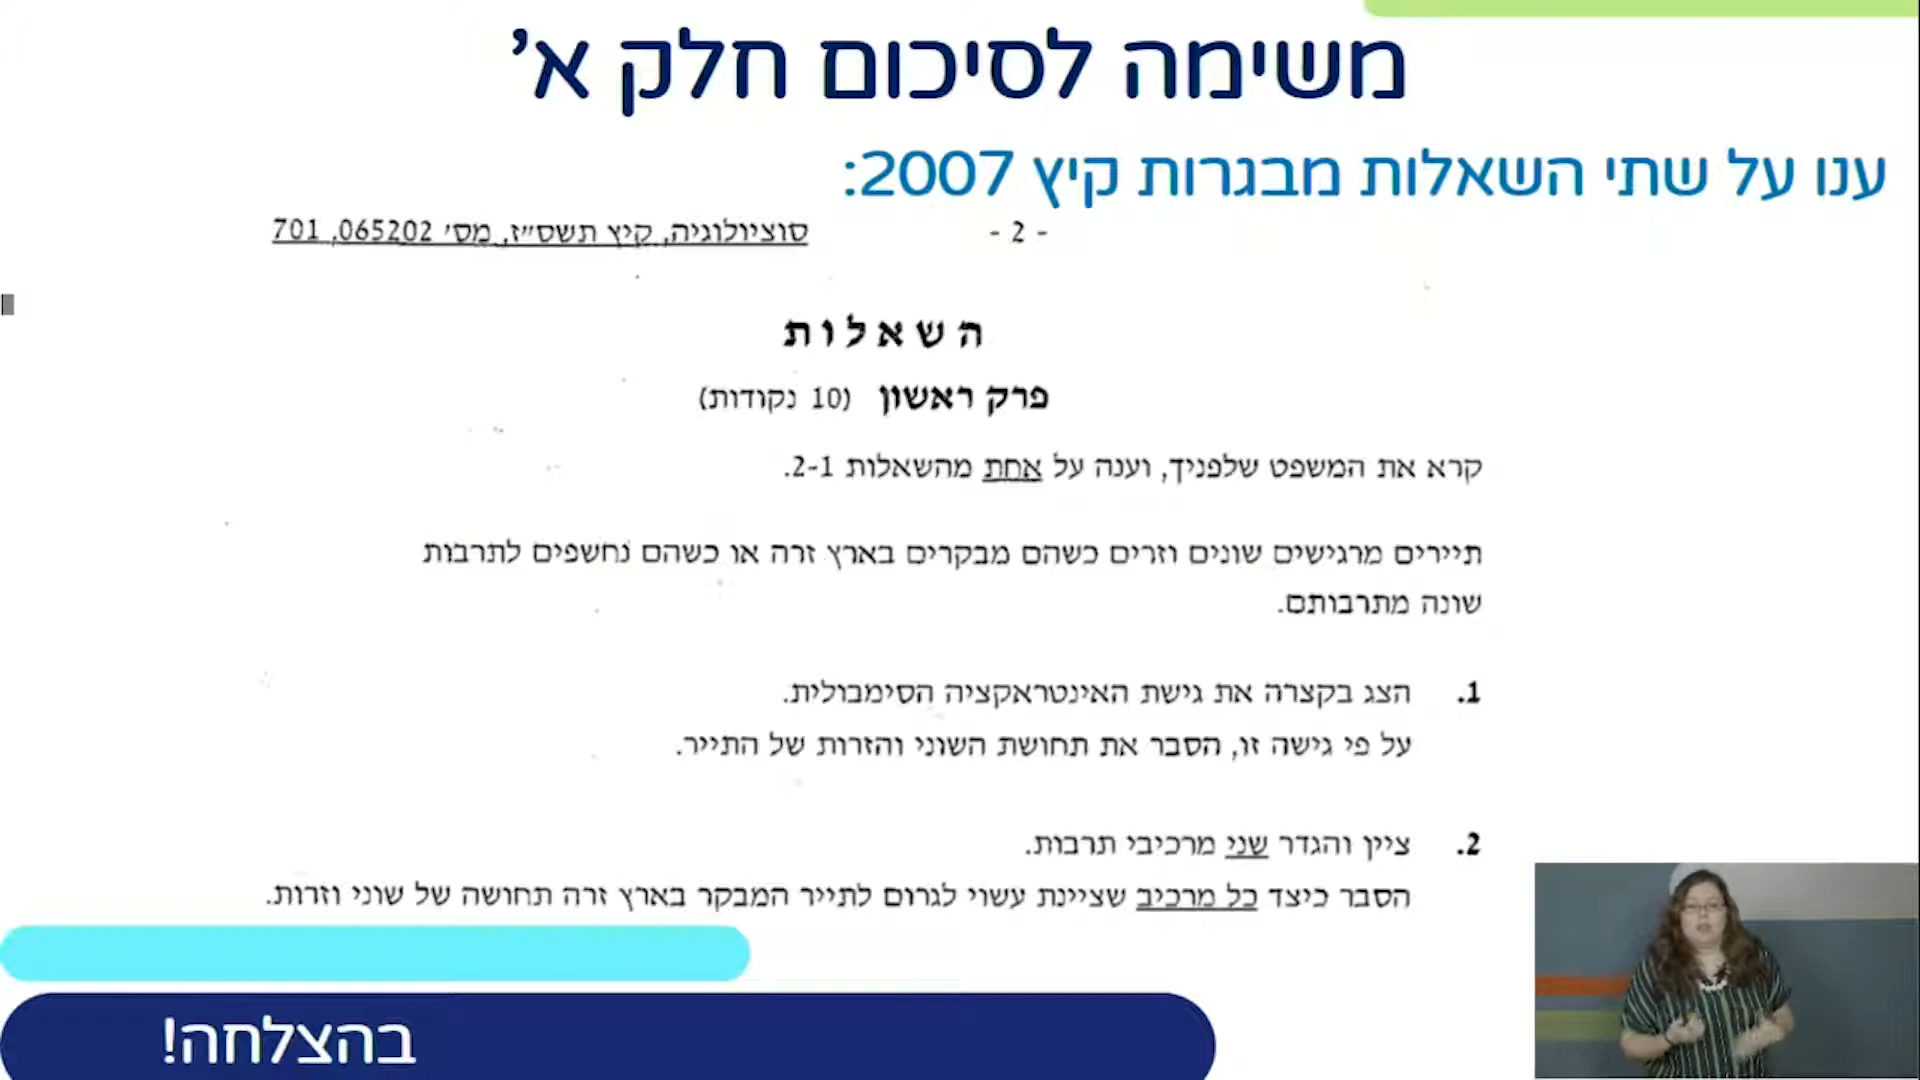 משימה לסיכום חלק א'
ענו על שתי השאלות מבגרות קיץ 2007:
- 2 -
סוציולוגיה, קיץ תשס״ז, מס׳ 065202, 701
השאלות
פרק ראשון (10 נקודות)
קרא את המשפט שלפניך, וענה על אחת מהשאלות 2-1.
תיירים מרגישים שונים וזרים כשהם מבקרים בארץ זרה או כשהם נחשפים לתרבות
שונה מתרבותם.
1. הצג בקצרה את גישת האינטראקציה הסימבולית.
על פי גישה זו, הסבר את תחושת השוני והזרות של התייר.
2. ציין והגדר שני מרכיבי תרבות.
הסבר כיצד כל מרכיב שציינת עשוי לגרום לתייר המבקר בארץ זרה תחושה של שוני וזרות.
בהצלחה!